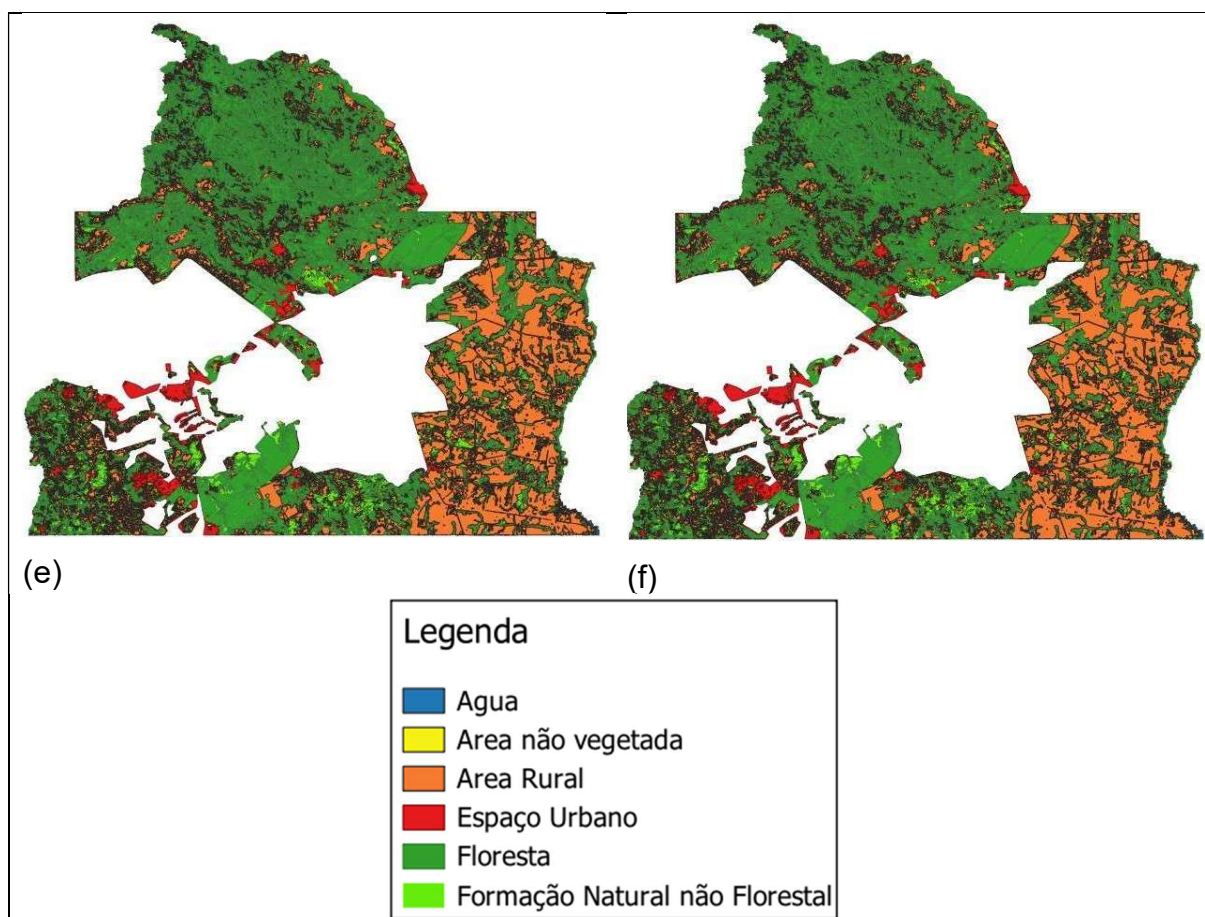 (e)
(f)
Legenda
Agua
Area não vegetada
Area Rural
Espaço Urbano
Floresta
Formação Natural não Florestal